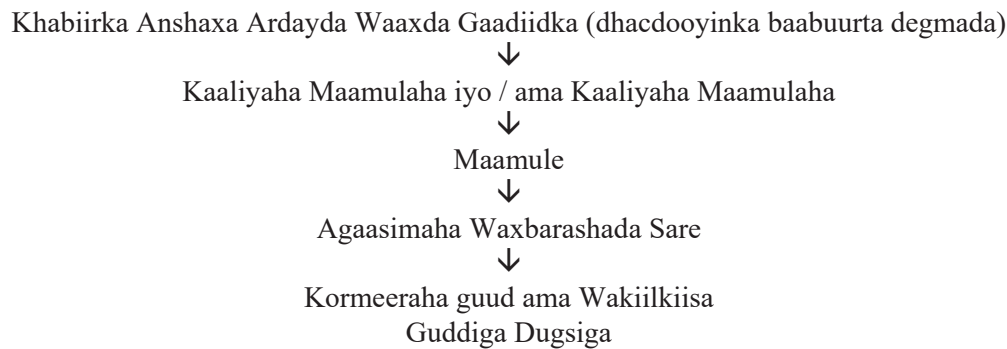 Khabiirka Anshaxa Ardayda Waaxda Gaadiidka (dhacdooyinka baabuurta degmada)
↓
Kaaliyaha Maamulaha iyo / ama Kaaliyaha Maamulaha
↓
Maamule
↓
Agaasimaha Waxbarashada Sare
↓
Kormeeraha guud ama Wakiilkiisa
Guddiga Dugsiga